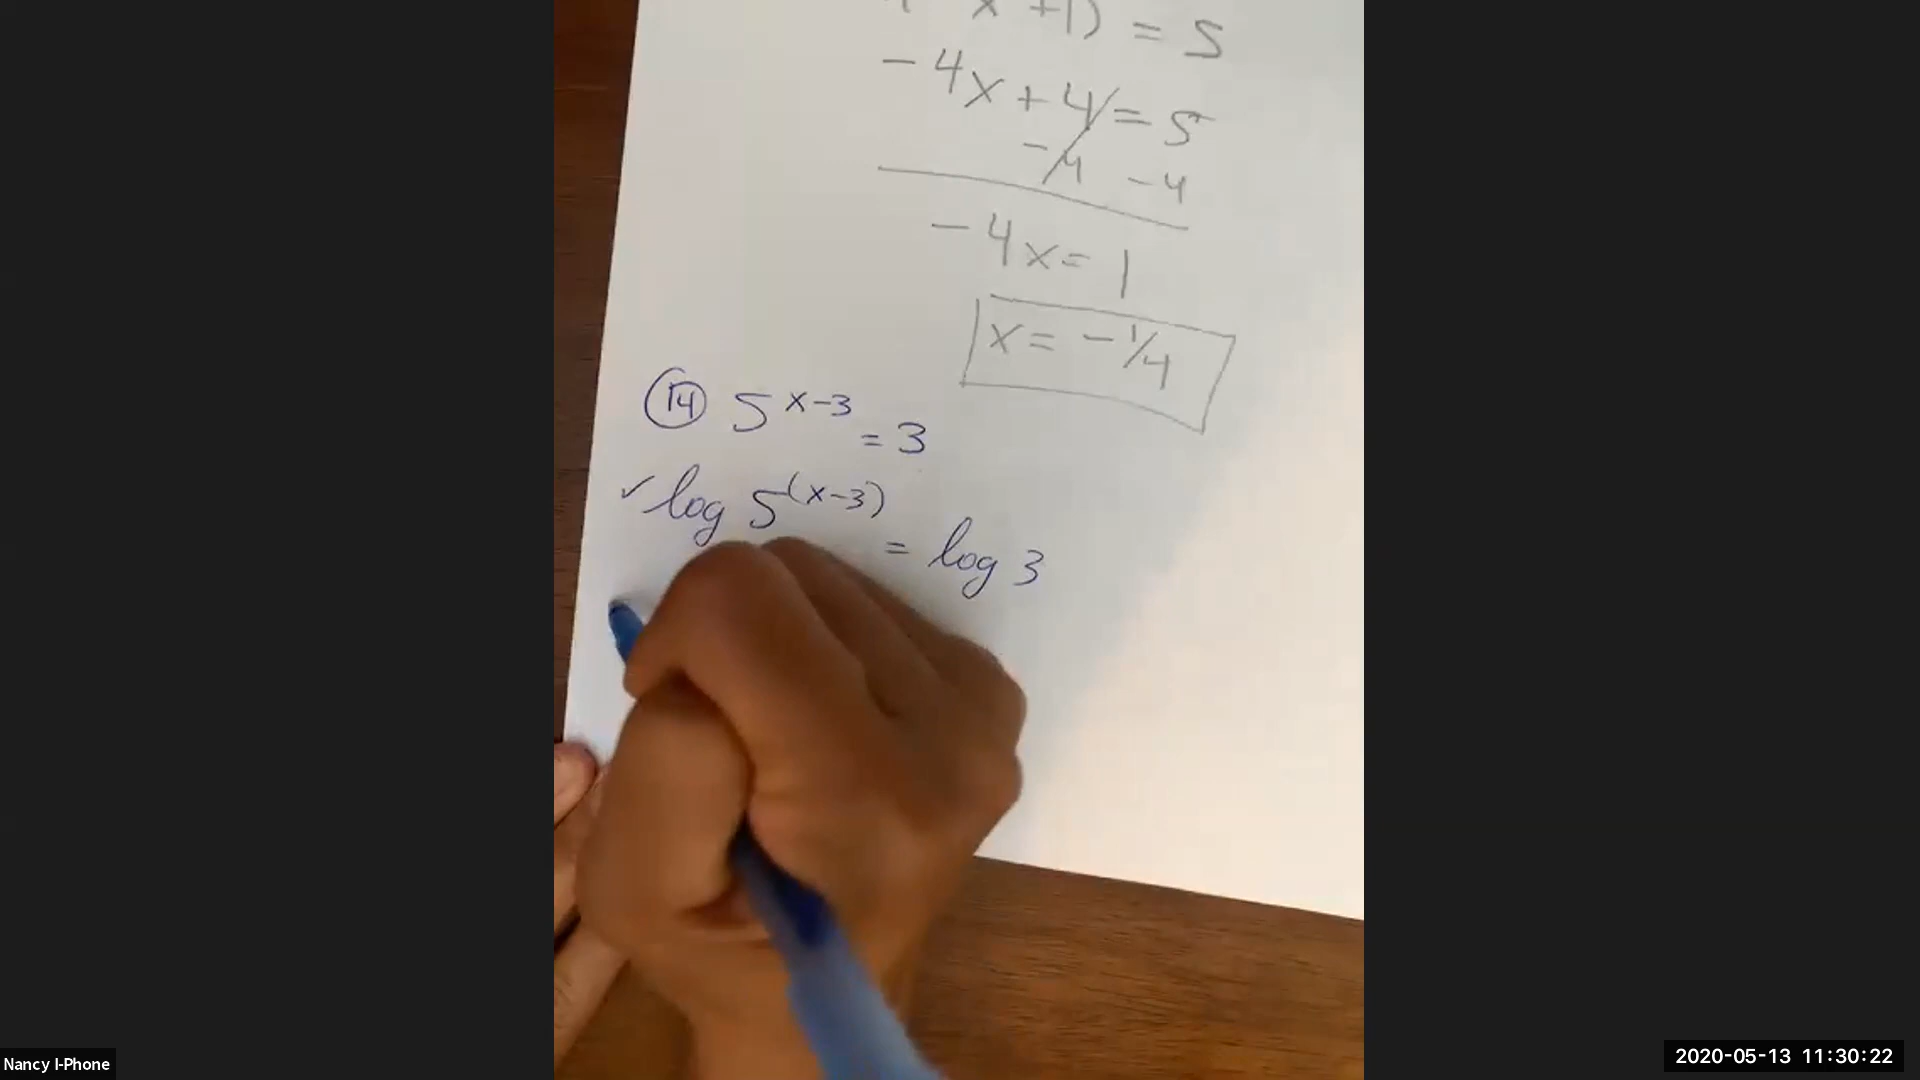 x +1) = 5
-4x + 4 = 5
-4 -4
-4x = 1
x = -1/4
14 5^x-3 = 3
✓ log 5^(x-3) = log 3
Nancy I-Phone
2020-05-13 11:30:22